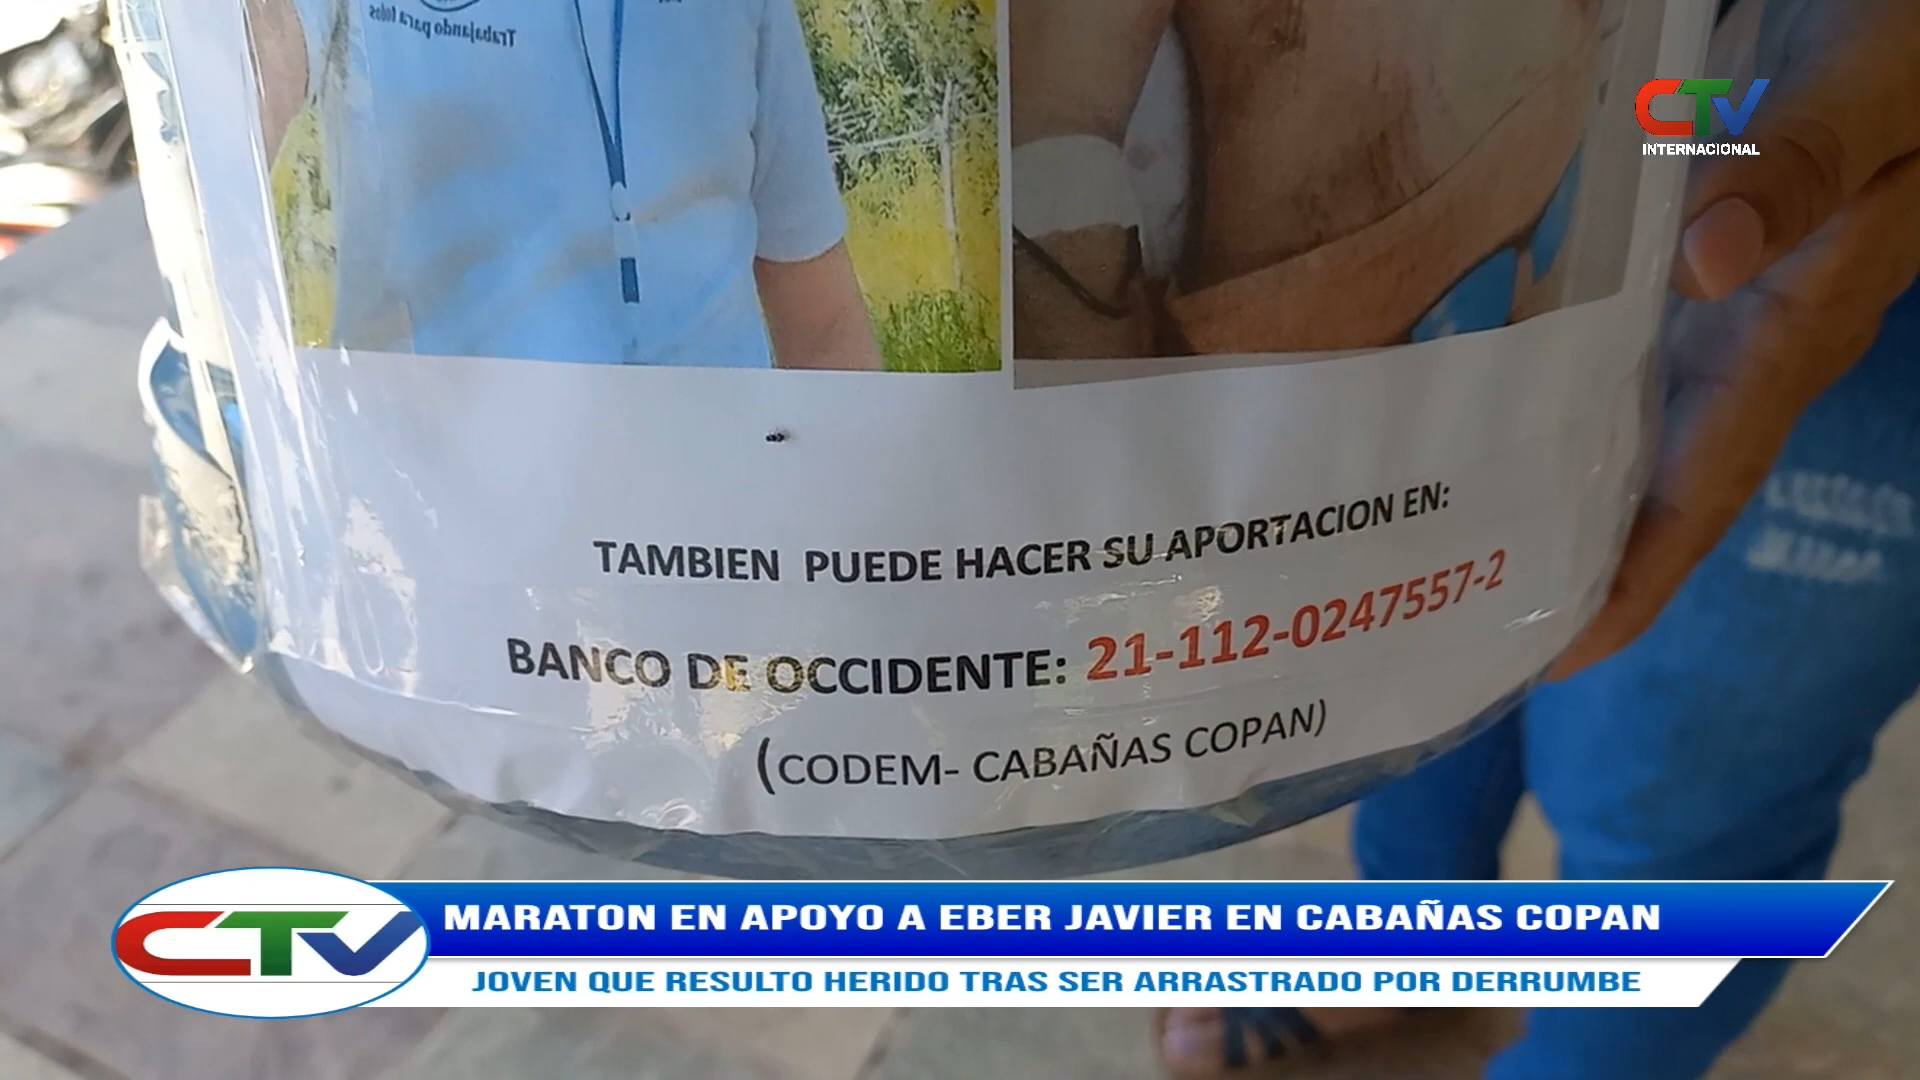 Trabajando para todos
CTV
INTERNACIONAL
TAMBIEN PUEDE HACER SU APORTACION EN:
BANCO DE OCCIDENTE: 21-112-0247557-2
(CODEM- CABAÑAS COPAN)
CTV
MARATON EN APOYO A EBER JAVIER EN CABAÑAS COPAN
JOVEN QUE RESULTO HERIDO TRAS SER ARRASTRADO POR DERRUMBE